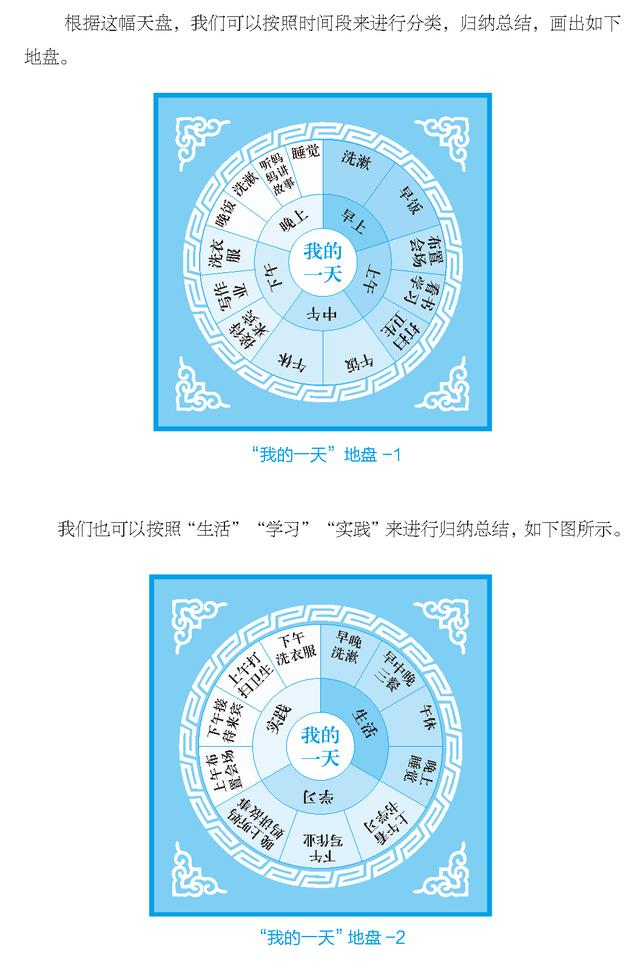 根据这幅天盘，我们可以按照时间段来进行分类，归纳总结，画出如下
地盘。
我的
一天
早上
洗漱
早饭
上午
布置
会场
看书
学习
打扫
卫生
中午
午饭
午休
下午
接待
来宾
写作
业
洗衣
服
晚上
晚饭
洗漱
听妈
妈讲
故事
睡觉
“我的一天”地盘-1
我们也可以按照“生活”“学习”“实践”来进行归纳总结，如下图所示。
我的
一天
生活
早晚
洗漱
早中晚
三餐
午休
晚上
睡觉
学习
上午看
书学习
下午
写作业
晚上听妈
妈讲故事
实践
上午布
置会场
下午接
待来宾
上午打
扫卫生
下午
洗衣服
“我的一天”地盘-2